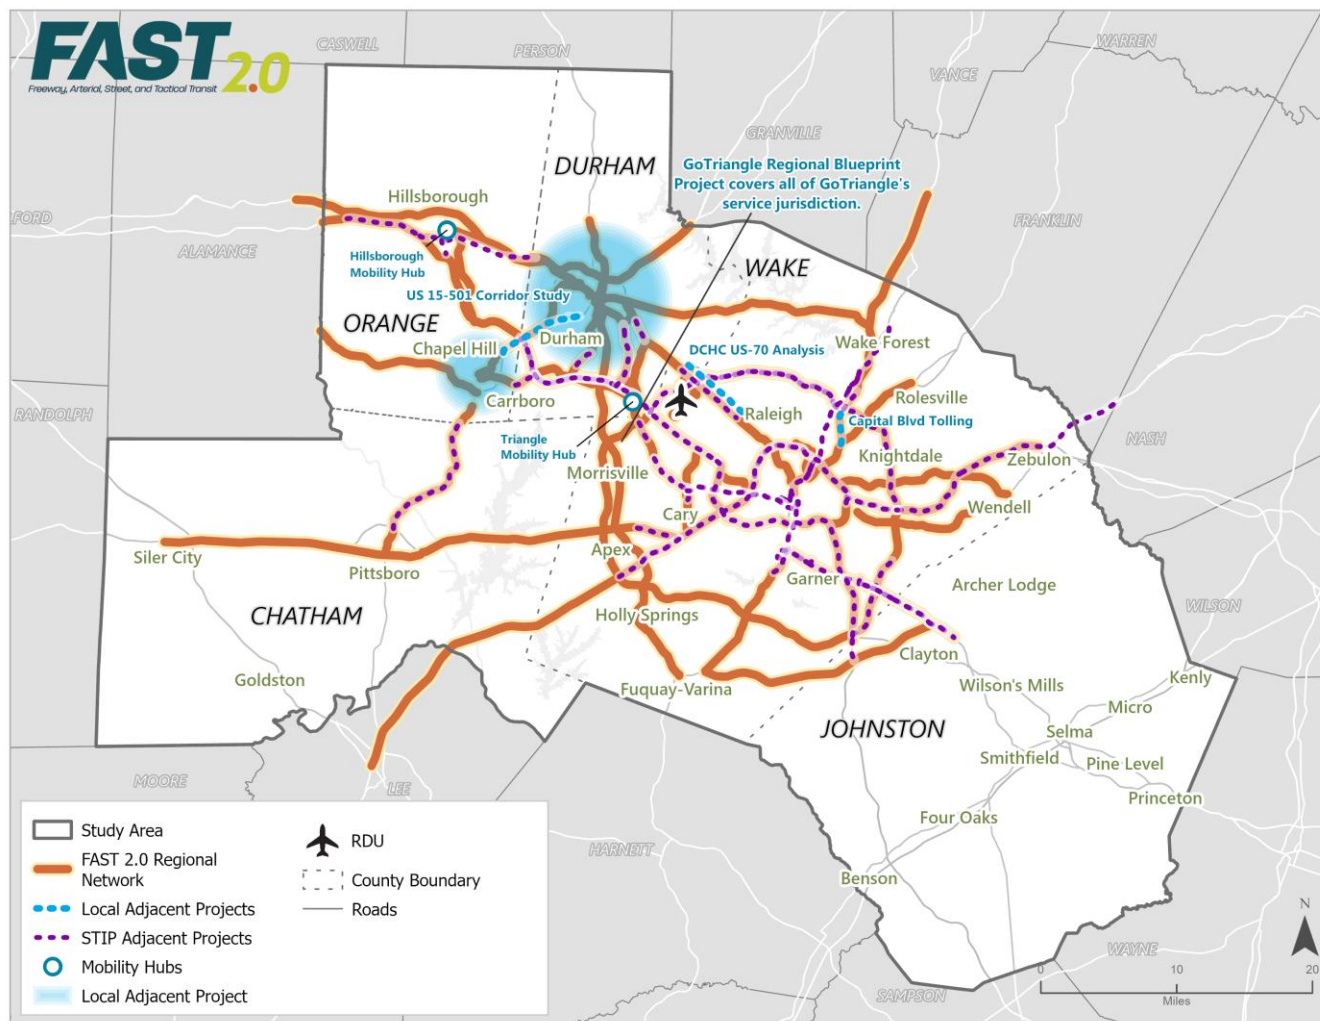 FAST 2.0
Freeway, Arterial, Street, and Tactical Transit
CASWELL
PERSON
WARREN
VANCE
GRANVILLE
DURHAM
GoTriangle Regional Blueprint
Project covers all of GoTriangle's
service jurisdiction.
Hillsborough
FRANKLIN
LFORD
ALAMANCE
Hillsborough
Mobility Hub
WAKE
US 15-501 Corridor Study
ORANGE
Chapel Hill
Durham
DCHC US-70 Analysis
Wake Forest
Carrboro
Rolesville
RANDOLPH
Raleigh
Capital Blvd Tolling
NASH
Triangle
Mobility Hub
Knightdale
Zebulon
Morrisville
Wendell
Cary
Siler City
Apex
Pittsboro
Garner
Archer Lodge
CHATHAM
Holly Springs
WILSON
Clayton
Goldston
Fuquay-Varina
Wilson's Mills
Kenly
Micro
JOHNSTON
Selma
Smithfield
Pine Level
MOORE
LEE
Princeton
Four Oaks
HARNETT
Benson
WAYNE
SAMPSON
Study Area
FAST 2.0 Regional
Network
Local Adjacent Projects
STIP Adjacent Projects
Mobility Hubs
Local Adjacent Project
RDU
County Boundary
Roads
N
0 10 20
Miles